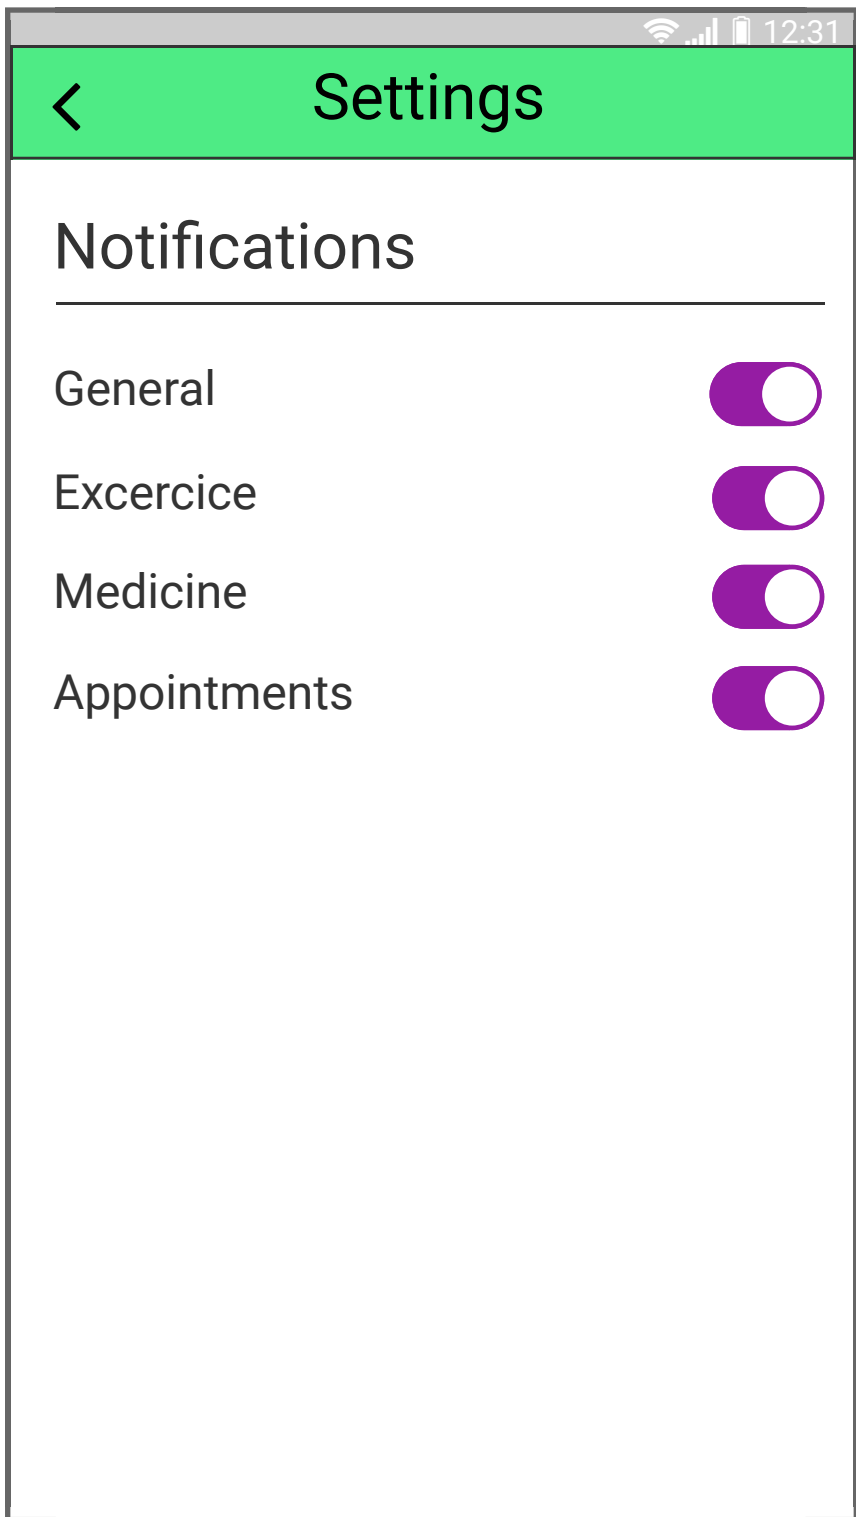 12:31
Settings
Notifications
General
Excercice
Medicine
Appointments